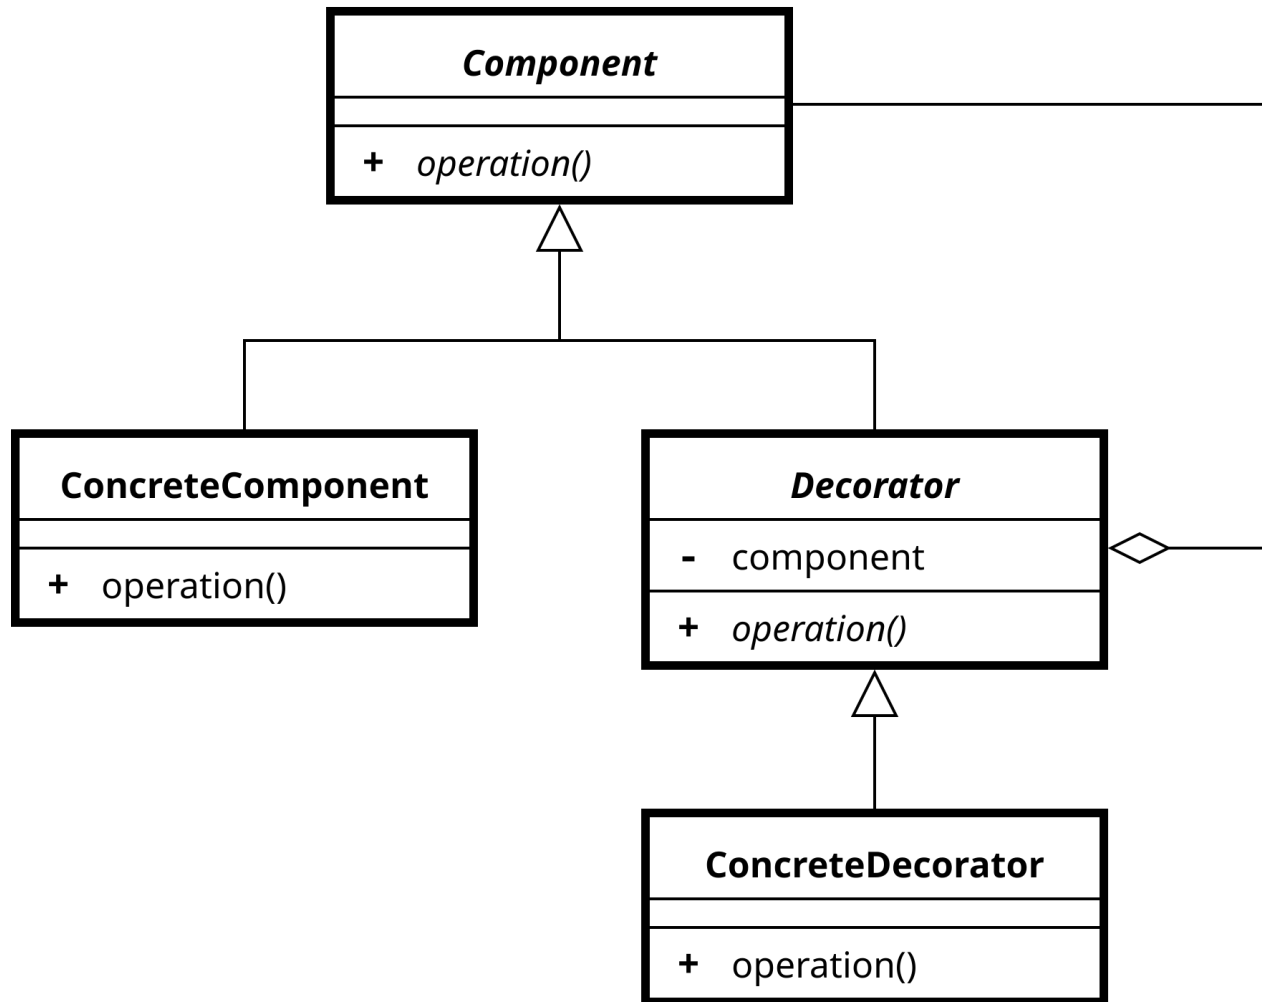 Component
+ operation()
ConcreteComponent
+ operation()
Decorator
- component
+ operation()
ConcreteDecorator
+ operation()